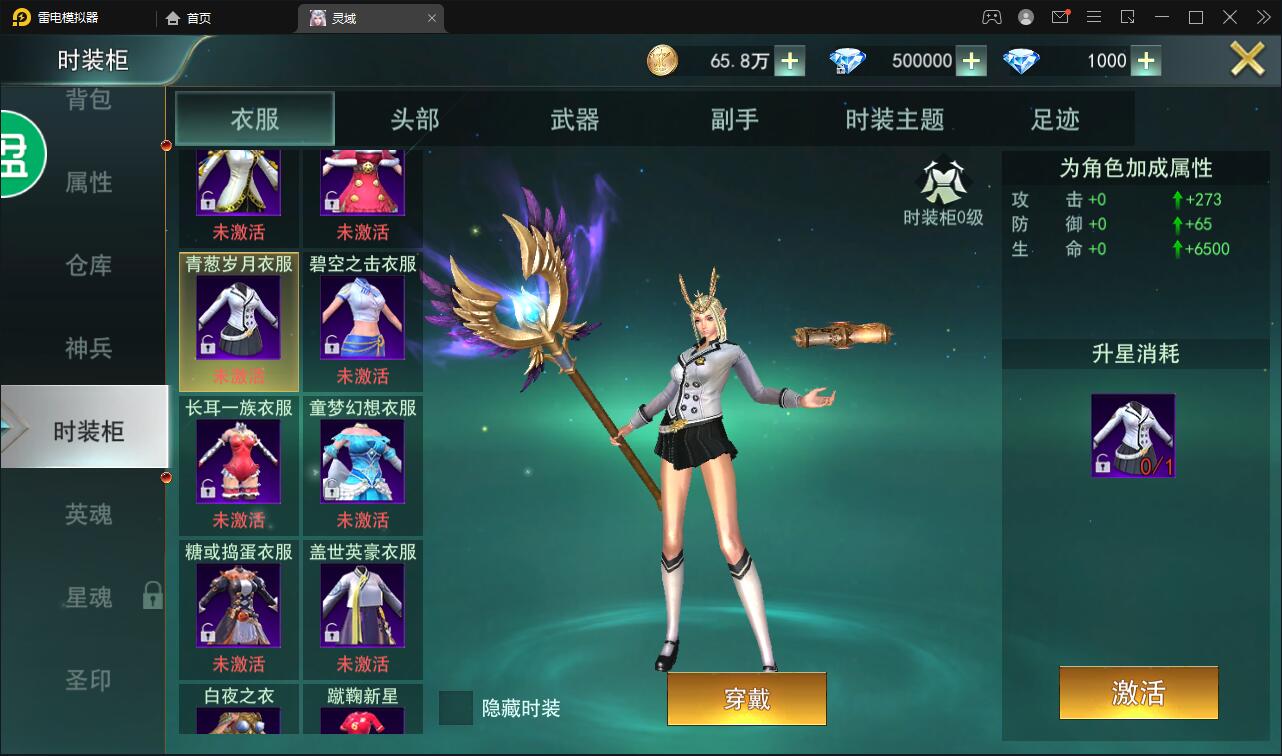 雷电模拟器
首页
灵域
时装柜
65.8万
500000
1000
背包
属性
仓库
神兵
时装柜
英魂
星魂
圣印
盘
衣服
头部
武器
副手
时装主题
足迹
未激活
未激活
青葱岁月衣服
碧空之击衣服
未激活
未激活
长耳一族衣服
童梦幻想衣服
未激活
未激活
糖或捣蛋衣服
盖世英豪衣服
未激活
未激活
白夜之衣
蹴鞠新星
6
时装柜0级
隐藏时装
穿戴
为角色加成属性
攻 击 +0 +273
防 御 +0 +65
生 命 +0 +6500
升星消耗
0/1
激活